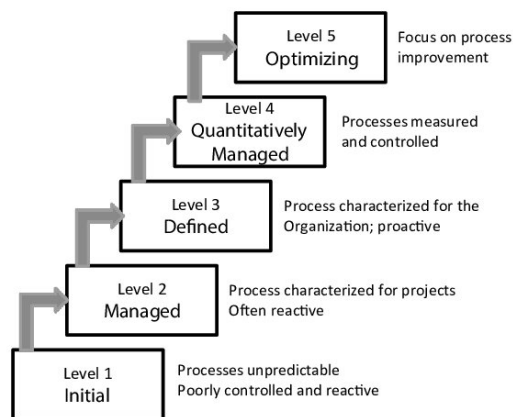 Level 5
Optimizing
Focus on process
improvement
Level 4
Quantitatively
Managed
Processes measured
and controlled
Level 3
Defined
Process characterized for the
Organization; proactive
Level 2
Managed
Process characterized for projects
Often reactive
Level 1
Initial
Processes unpredictable
Poorly controlled and reactive